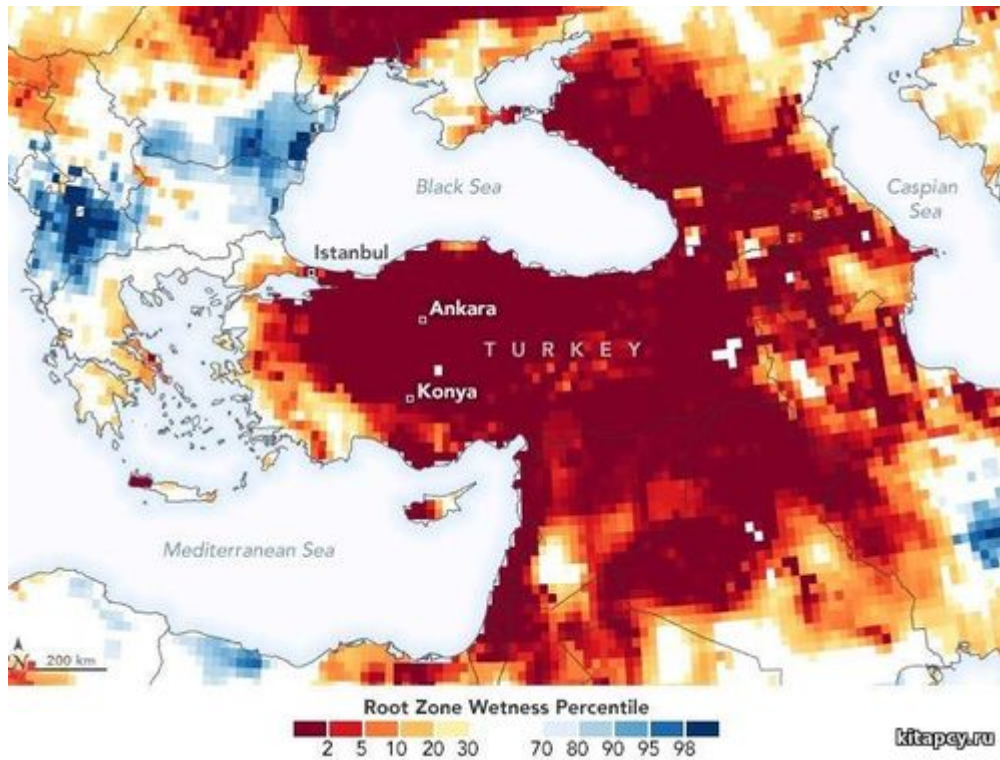 Black Sea
Caspian
Sea
Istanbul
Ankara
TURKEY
Konya
Mediterranean Sea
N
200 km
Root Zone Wetness Percentile
2 5 10 20 30 70 80 90 95 98
kitapcy.ru